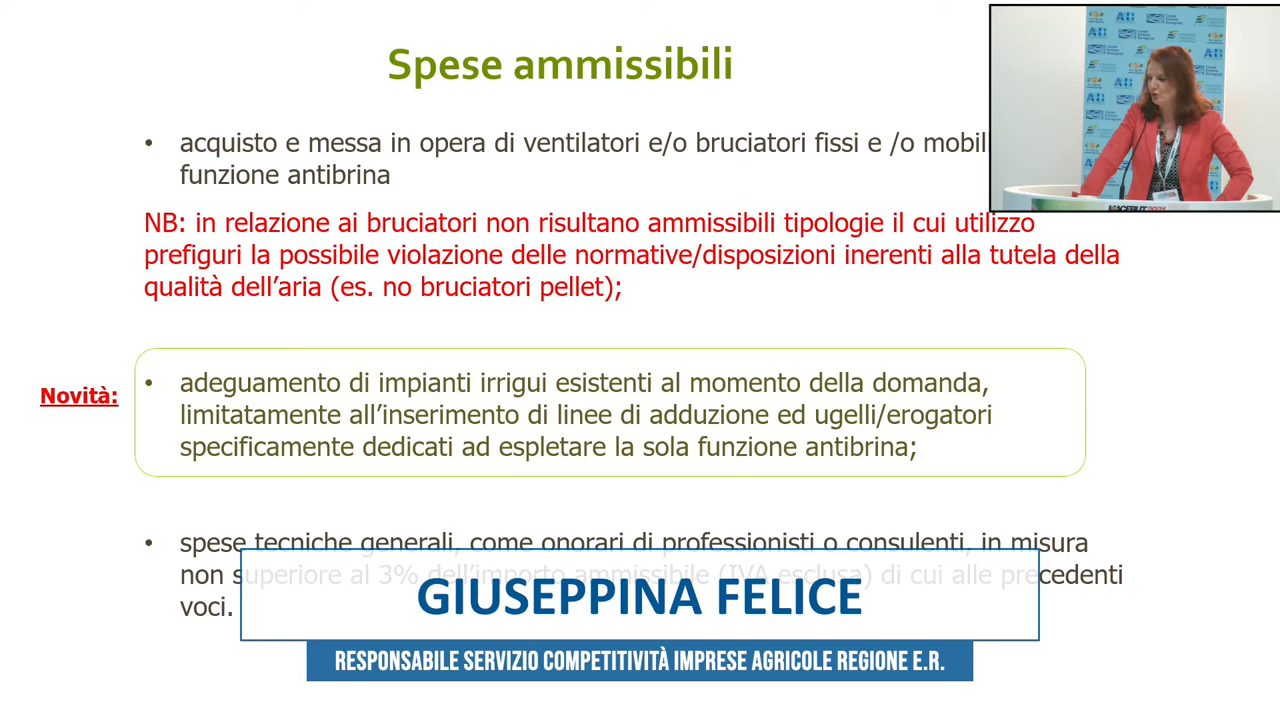 Spese ammissibili
• acquisto e messa in opera di ventilatori e/o bruciatori fissi e /o mobili
funzione antibrina
NB: in relazione ai bruciatori non risultano ammissibili tipologie il cui utilizzo
prefiguri la possibile violazione delle normative/disposizioni inerenti alla tutela della
qualità dell’aria (es. no bruciatori pellet);
Novità:
• adeguamento di impianti irrigui esistenti al momento della domanda,
limitatamente all’inserimento di linee di adduzione ed ugelli/erogatori
specificamente dedicati ad espletare la sola funzione antibrina;
• spese tecniche generali, come onorari di professionisti o consulenti, in misura
non superiore al 3% dell’importo ammissibile (IVA esclusa) di cui alle precedenti
voci.
GIUSEPPINA FELICE
RESPONSABILE SERVIZIO COMPETITIVITÀ IMPRESE AGRICOLE REGIONE E.R.
MACFRUT2021